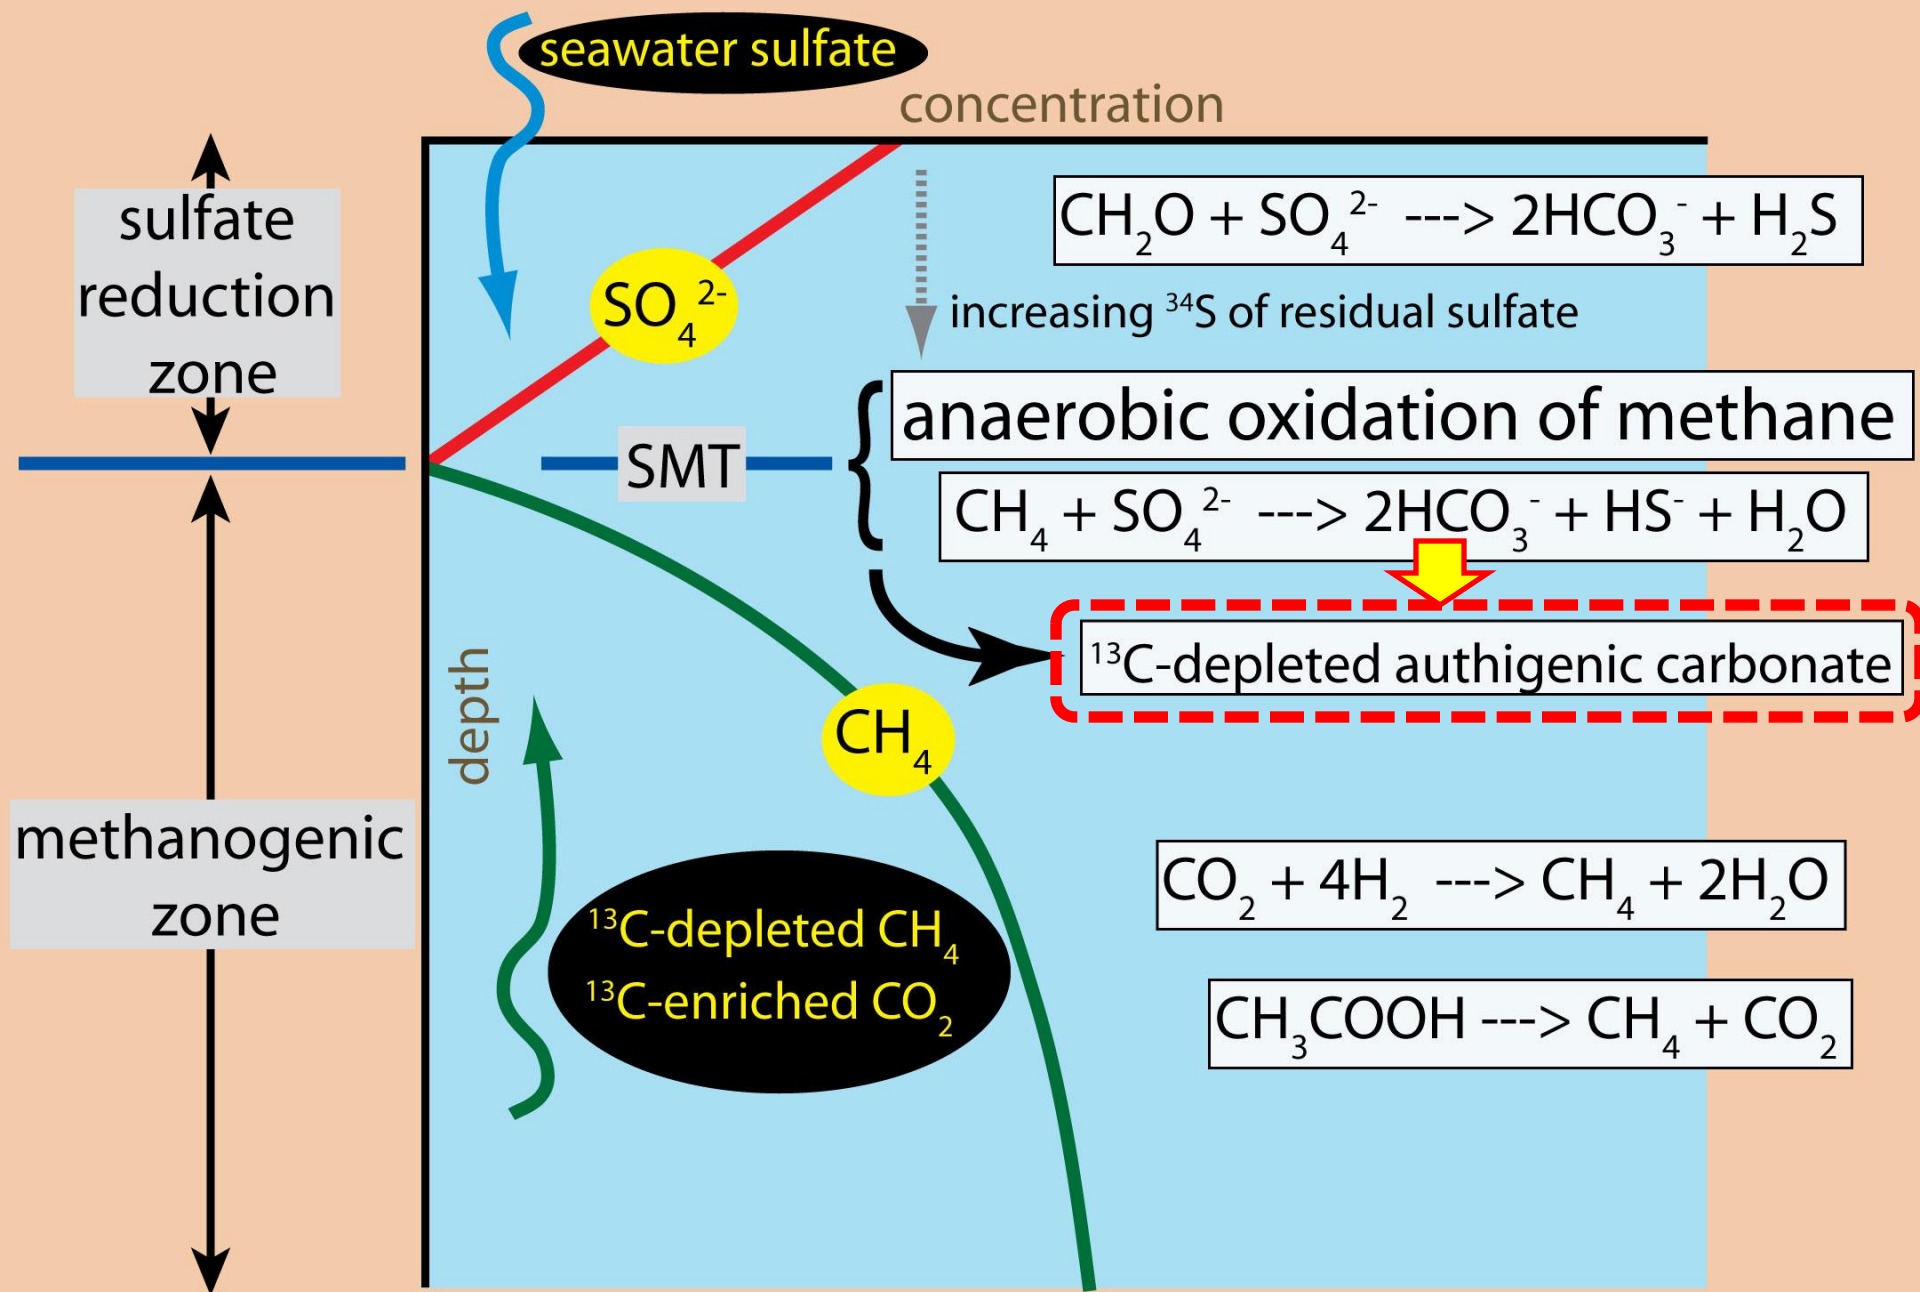 seawater sulfate
concentration
sulfate
reduction
zone
CH₂O + SO₄²⁻ ---> 2HCO₃⁻ + H₂S
SO₄²⁻
increasing ³⁴S of residual sulfate
anaerobic oxidation of methane
SMT
CH₄ + SO₄²⁻ ---> 2HCO₃⁻ + HS⁻ + H₂O
¹³C-depleted authigenic carbonate
depth
CH₄
methanogenic
zone
¹³C-depleted CH₄
¹³C-enriched CO₂
CO₂ + 4H₂ ---> CH₄ + 2H₂O
CH₃COOH ---> CH₄ + CO₂